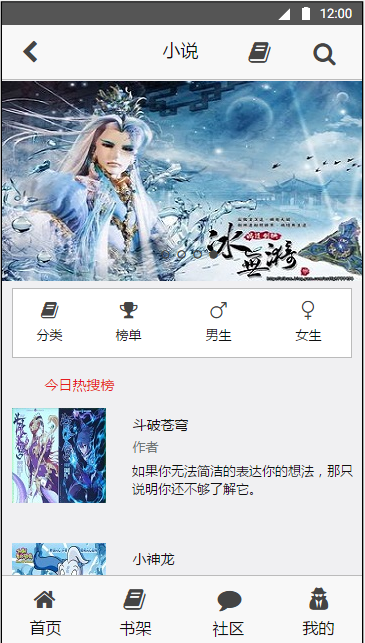 12:00
小说
冰無漪
分类
榜单
男生
女生
今日热搜榜
斗破苍穹
作者
如果你无法简洁的表达你的想法，那只
说明你还不够了解它。
小神龙
首页
书架
社区
我的